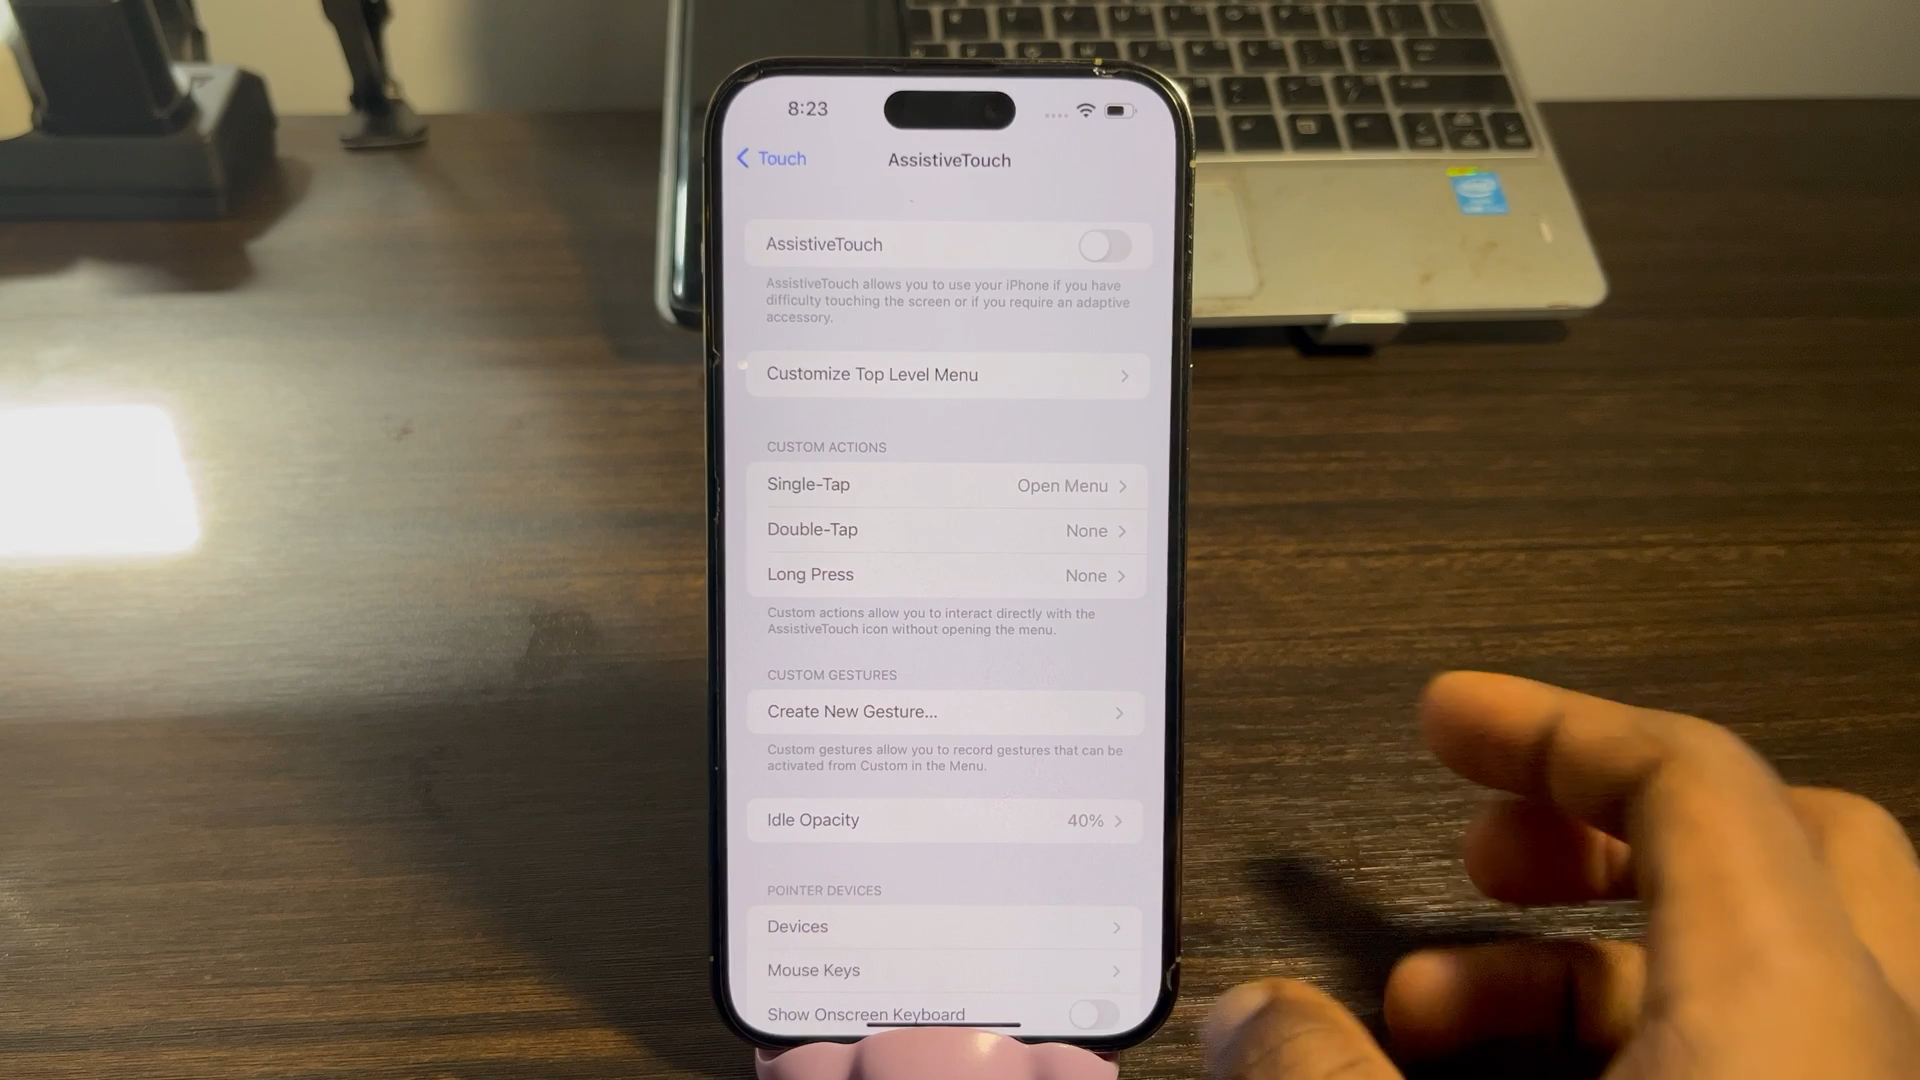 8:23
Touch
AssistiveTouch
AssistiveTouch
AssistiveTouch allows you to use your iPhone if you have
difficulty touching the screen or if you require an adaptive
accessory.
Customize Top Level Menu
CUSTOM ACTIONS
Single-Tap Open Menu
Double-Tap None
Long Press None
Custom actions allow you to interact directly with the
AssistiveTouch icon without opening the menu.
CUSTOM GESTURES
Create New Gesture...
Custom gestures allow you to record gestures that can be
activated from Custom in the Menu.
Idle Opacity 40%
POINTER DEVICES
Devices
Mouse Keys
Show Onscreen Keyboard